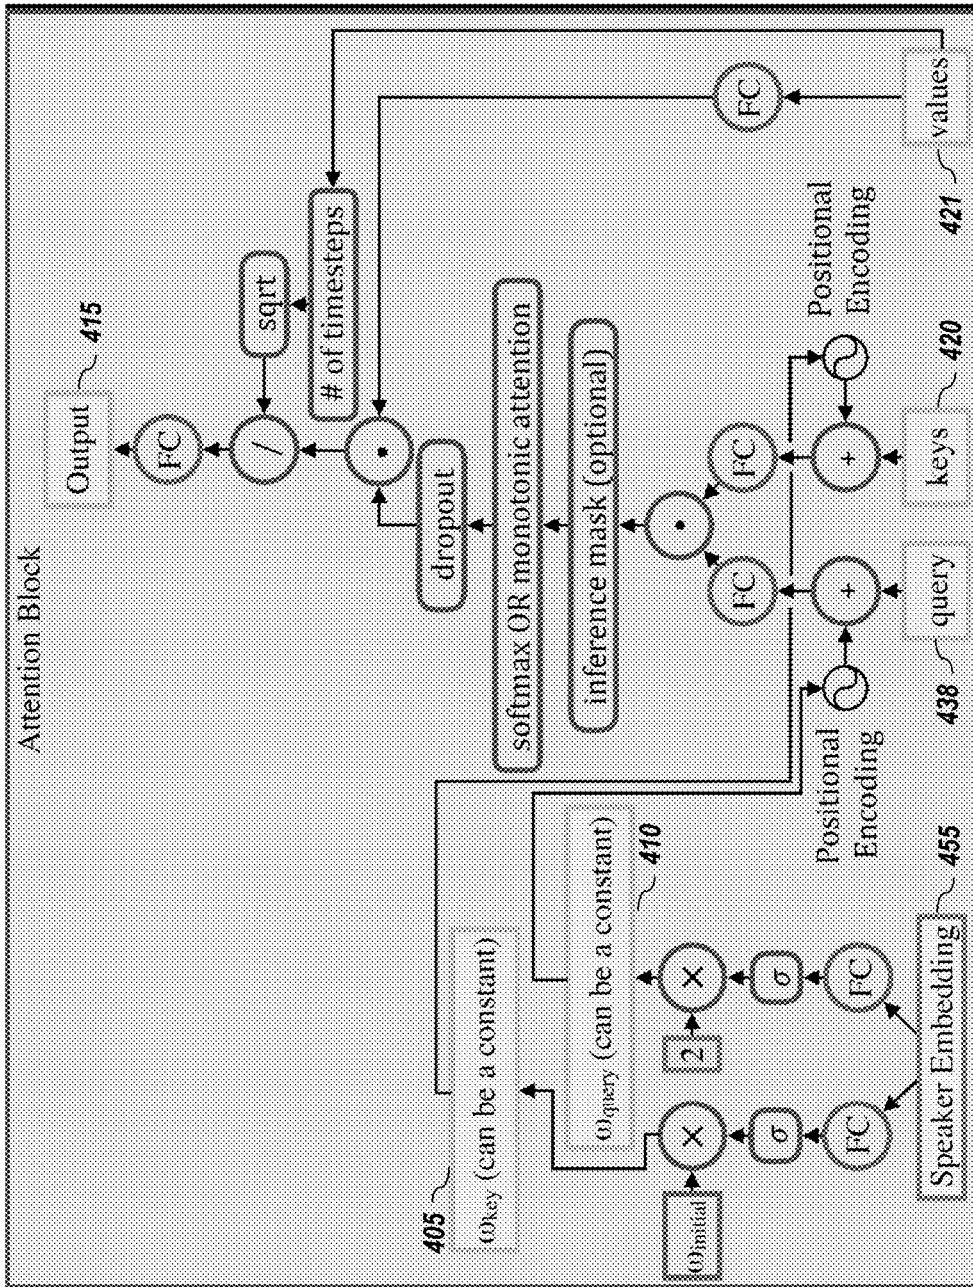 Attention Block
Output
415
FC
sqrt
/
# of timesteps
dropout
softmax OR monotonic attention
inference mask (optional)
FC
FC
FC
405
ωkey (can be a constant)
ωquery (can be a constant)
410
ωinitial
×
2
×
σ
σ
FC
FC
Speaker Embedding
455
Positional
Encoding
+
+
Positional
Encoding
438
query
keys
420
421
values